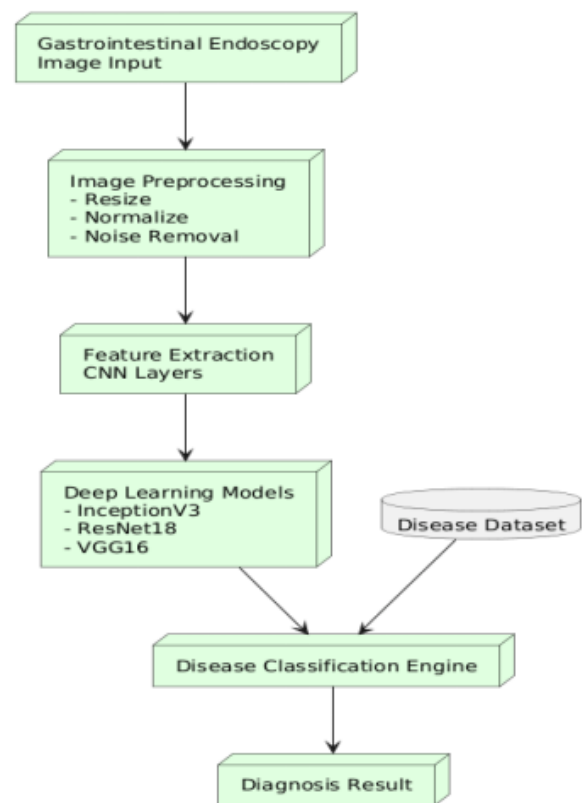 Gastrointestinal Endoscopy
Image Input
Image Preprocessing
- Resize
- Normalize
- Noise Removal
Feature Extraction
CNN Layers
Deep Learning Models
- InceptionV3
- ResNet18
- VGG16
Disease Dataset
Disease Classification Engine
Diagnosis Result